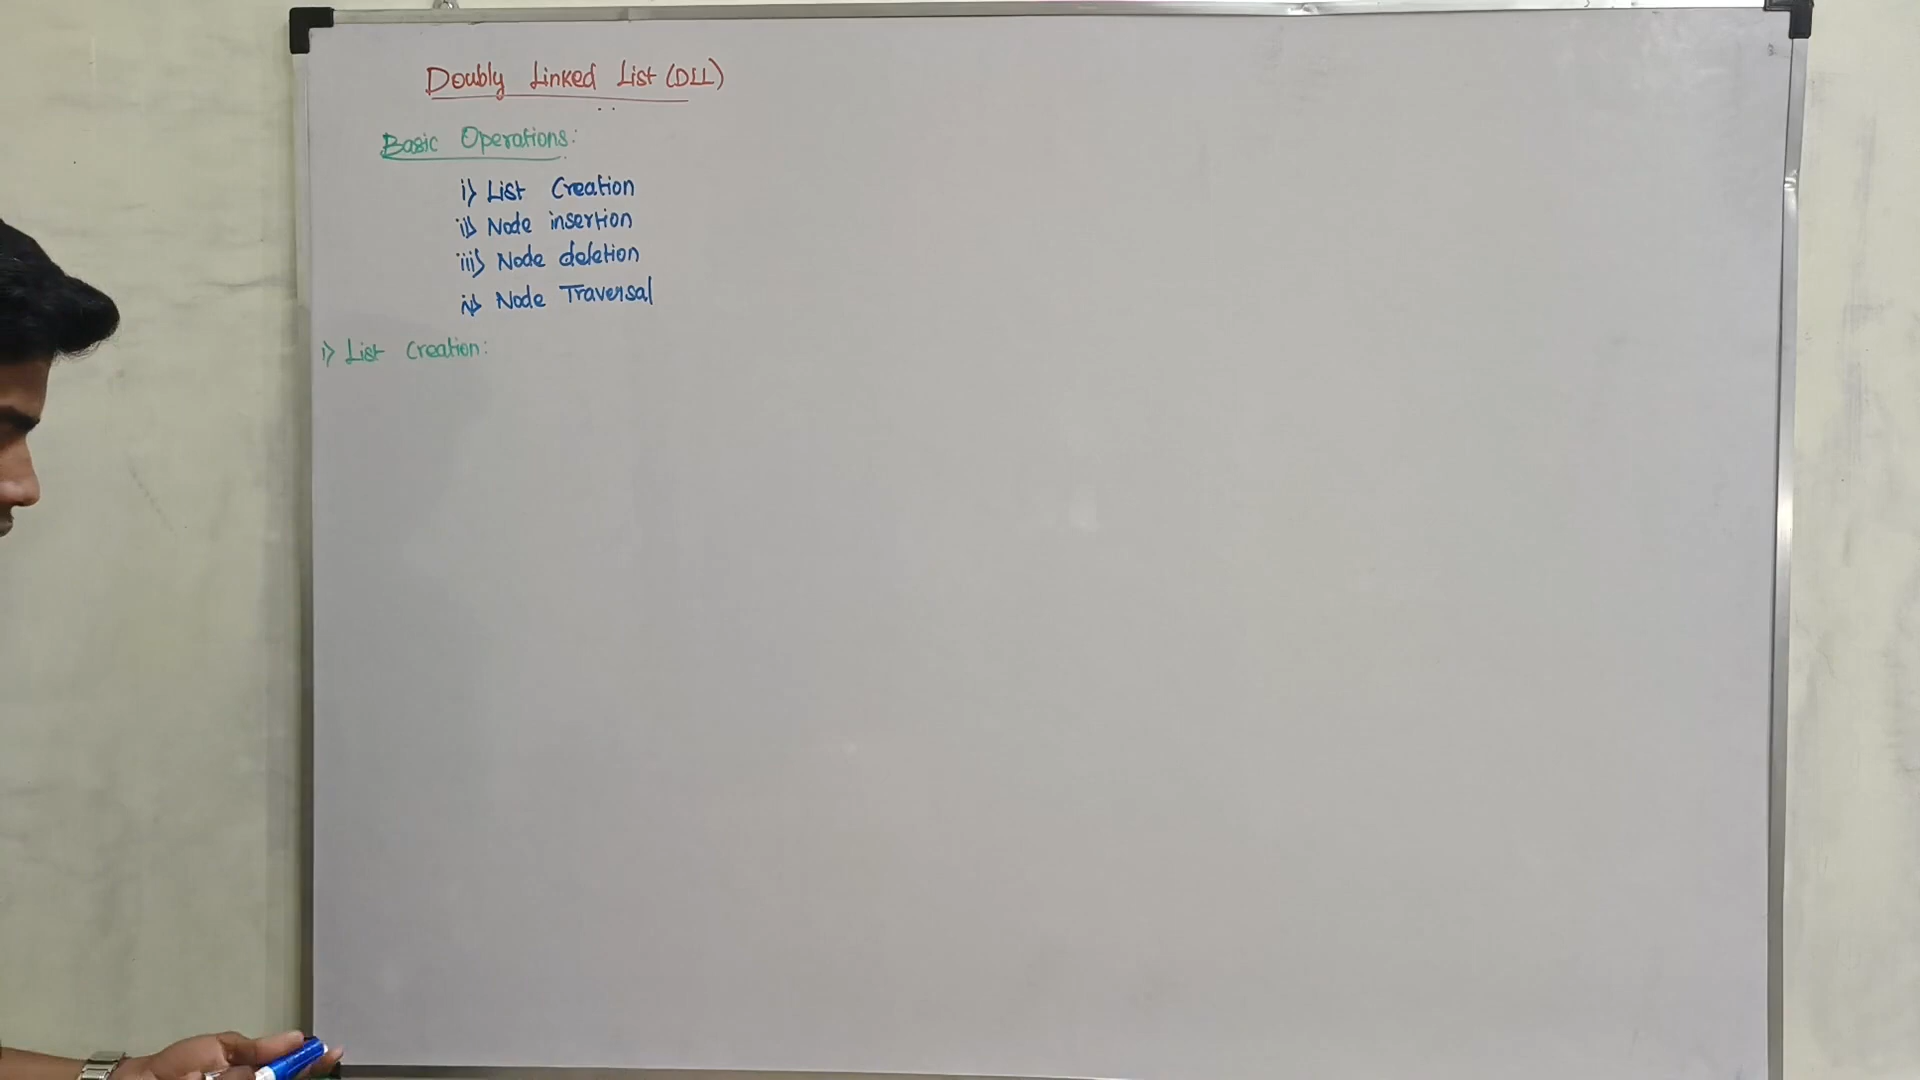 Doubly Linked List (DLL)
Basic Operations:
i) List Creation
ii) Node insertion
iii) Node deletion
iv) Node Traversal
i) List Creation: